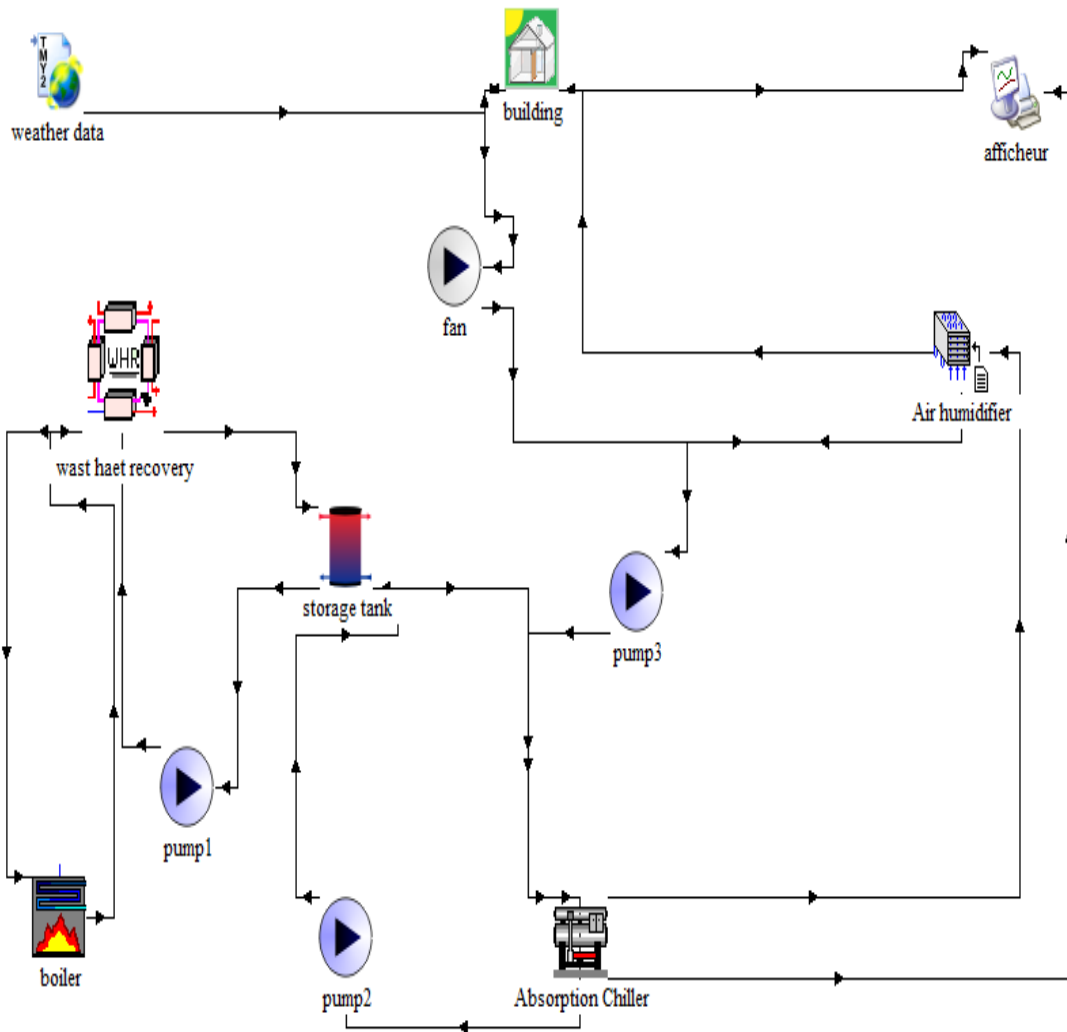 TMY2
weather data
building
afficheur
fan
WHR
Air humidifier
wast haet recovery
storage tank
pump3
pump1
boiler
pump2
Absorption Chiller